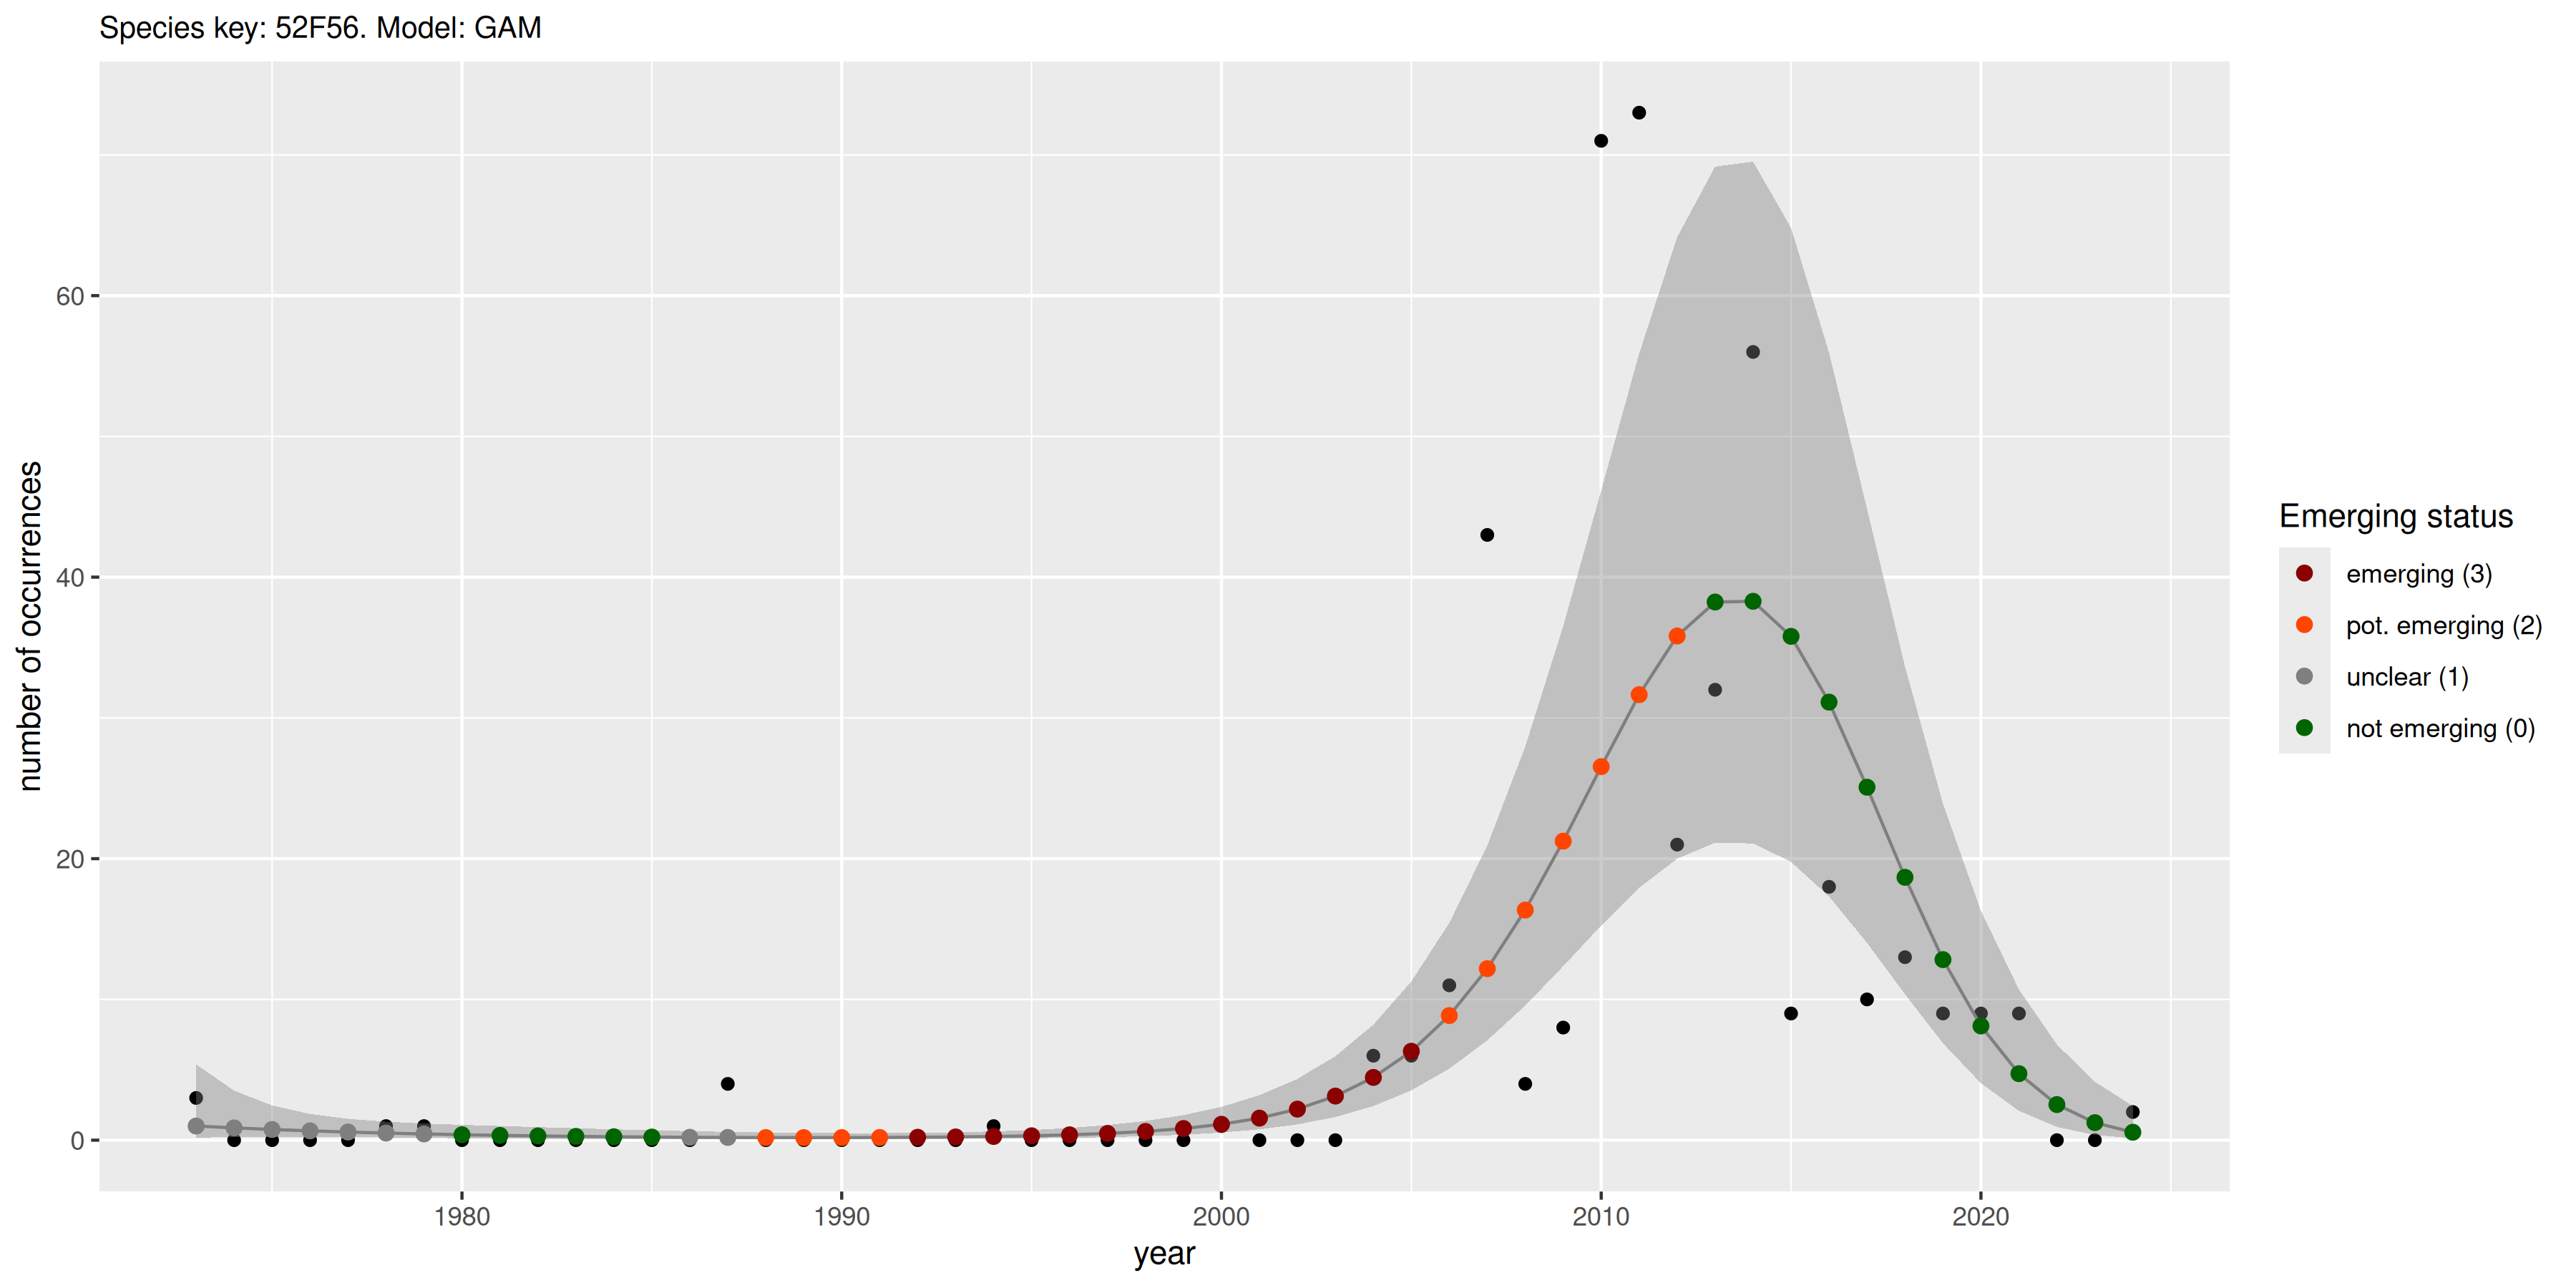 Species key: 52F56. Model: GAM
number of occurrences
60
40
20
0
1980
1990
2000
2010
2020
year
Emerging status
emerging (3)
pot. emerging (2)
unclear (1)
not emerging (0)